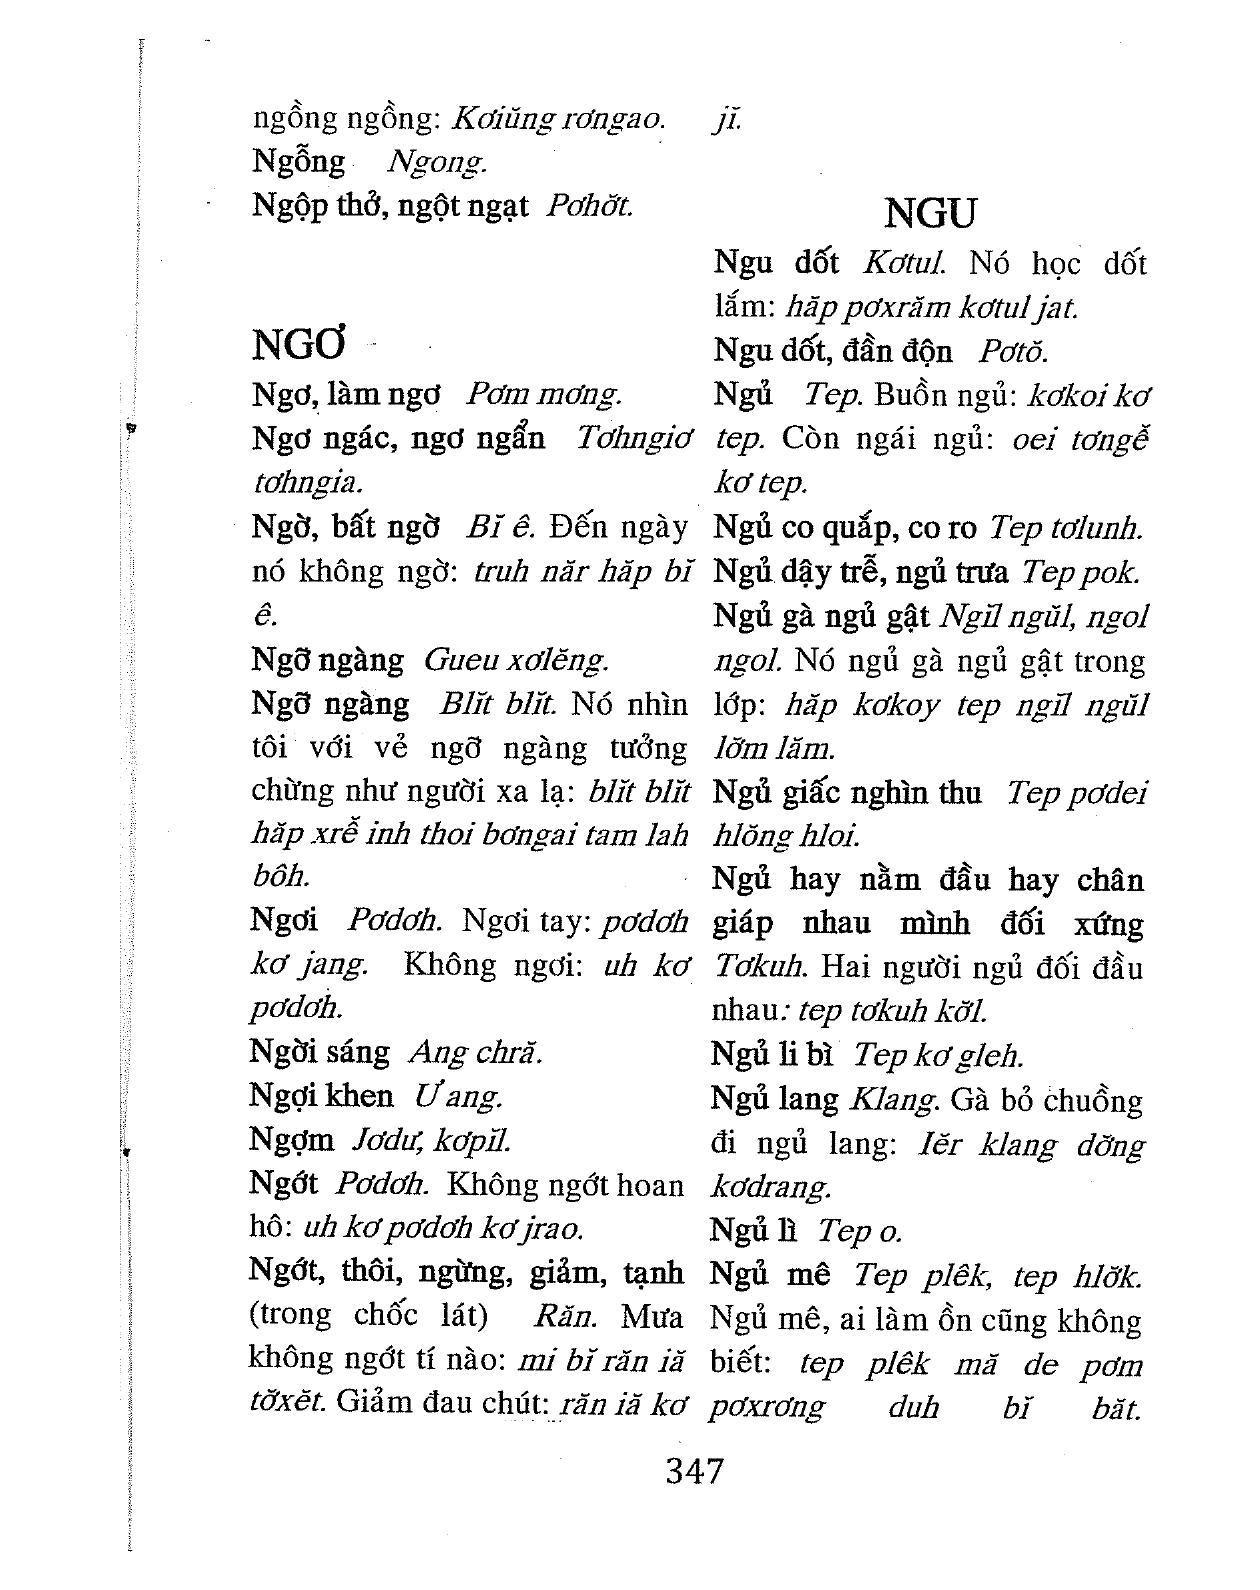 ngồng ngồng: Kơiŭng rơngao.
Ngỗng Ngong.
Ngộp thở, ngột ngạt Pơhơ̆t.
NGƠ
Ngơ, làm ngơ Pơm mơng.
Ngơ ngác, ngơ ngẩn Tơhngiơ
tơhngia.
Ngờ, bất ngờ Bĭ ê. Đến ngày
nó không ngờ: truh năr hăp bĭ
ê.
Ngỡ ngàng Gueu xơlĕng.
Ngỡ ngàng Blĭt blĭt. Nó nhìn
tôi với vẻ ngỡ ngàng tưởng
chừng như người xa lạ: blĭt blĭt
hăp xrê̆ inh thoi bơngai tam lah
bôh.
Ngơi Pơdơh. Ngơi tay: pơdơh
kơ jang. Không ngơi: uh kơ
pơdơh.
Ngời sáng Ang chră.
Ngợi khen Ư ang.
Ngợm Jơdư, kơpĭl.
Ngớt Pơdơh. Không ngớt hoan
hô: uh kơ pơdơh kơ jrao.
Ngớt, thôi, ngừng, giảm, tạnh
(trong chốc lát) Răn. Mưa
không ngớt tí nào: mi bĭ răn iă
tơ̆xĕt. Giảm đau chút: răn iă kơ
jĭ.
NGU
Ngu dốt Kơtul. Nó học dốt
lắm: hăp pơxrăm kơtul jat.
Ngu dốt, đần độn Pơtŏ.
Ngủ Tep. Buồn ngủ: kơkoi kơ
tep. Còn ngái ngủ: oei tơngê̆
kơ tep.
Ngủ co quắp, co ro Tep tơlunh.
Ngủ dậy trễ, ngủ trưa Tep pok.
Ngủ gà ngủ gật Ngĭl ngŭl, ngol
ngol. Nó ngủ gà ngủ gật trong
lớp: hăp kơkoy tep ngĭl ngŭl
lơ̆m lăm.
Ngủ giấc nghìn thu Tep pơdei
hlŏng hloi.
Ngủ hay nằm đầu hay chân
giáp nhau mình đối xứng
Tơkuh. Hai người ngủ đối đầu
nhau: tep tơkuh kơ̆l.
Ngủ li bì Tep kơ gleh.
Ngủ lang Klang. Gà bỏ chuồng
đi ngủ lang: Iĕr klang dơ̆ng
kơdrang.
Ngủ lì Tep o.
Ngủ mê Tep plêk, tep hlơ̆k.
Ngủ mê, ai làm ồn cũng không
biết: tep plêk mă de pơm
pơxrơng duh bĭ băt.
347